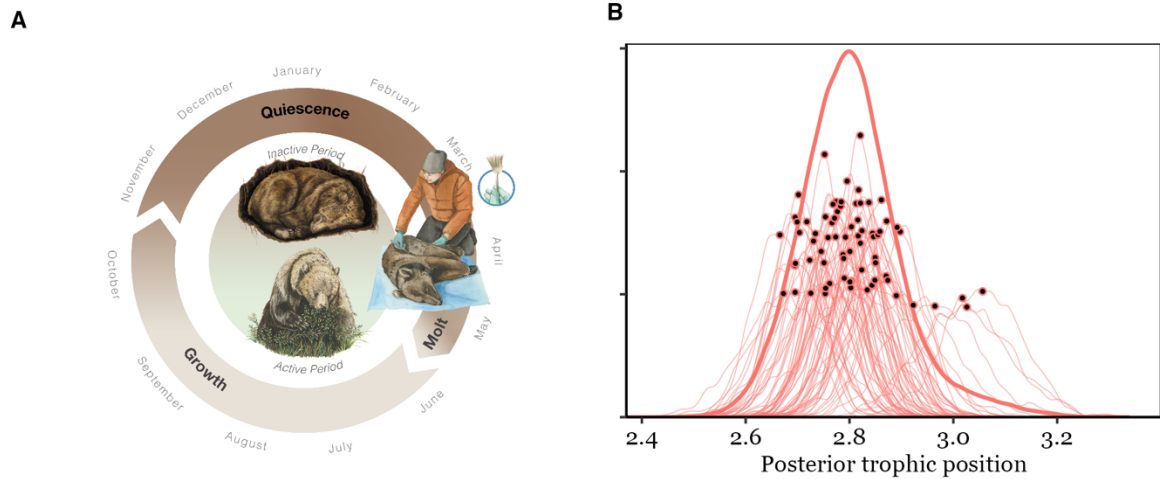 A
January
February
March
April
May
June
July
August
September
October
November
December
Quiescence
Inactive Period
Active Period
Molt
Growth
B
2.4 2.6 2.8 3.0 3.2
Posterior trophic position